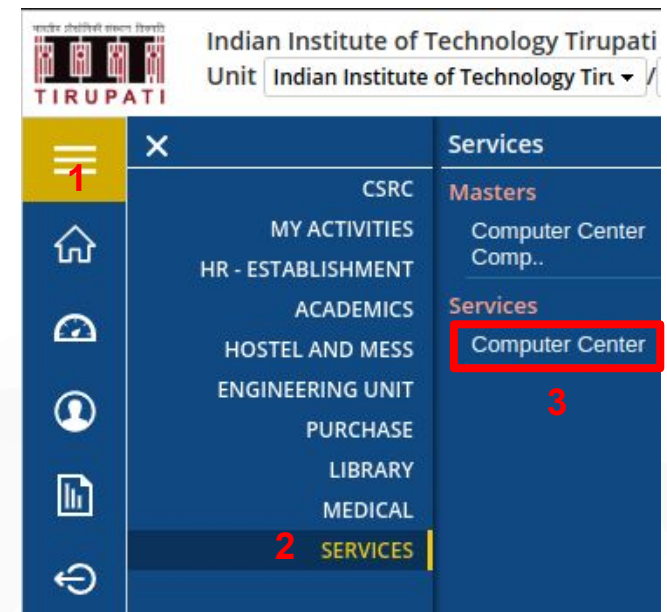 TIRUPATI
Indian Institute of Technology Tirupati
Unit Indian Institute of Technology Tiru /
1
CSRC
MY ACTIVITIES
HR - ESTABLISHMENT
ACADEMICS
HOSTEL AND MESS
ENGINEERING UNIT
PURCHASE
LIBRARY
MEDICAL
2 SERVICES
Services
Masters
Computer Center
Comp..
Services
Computer Center
3